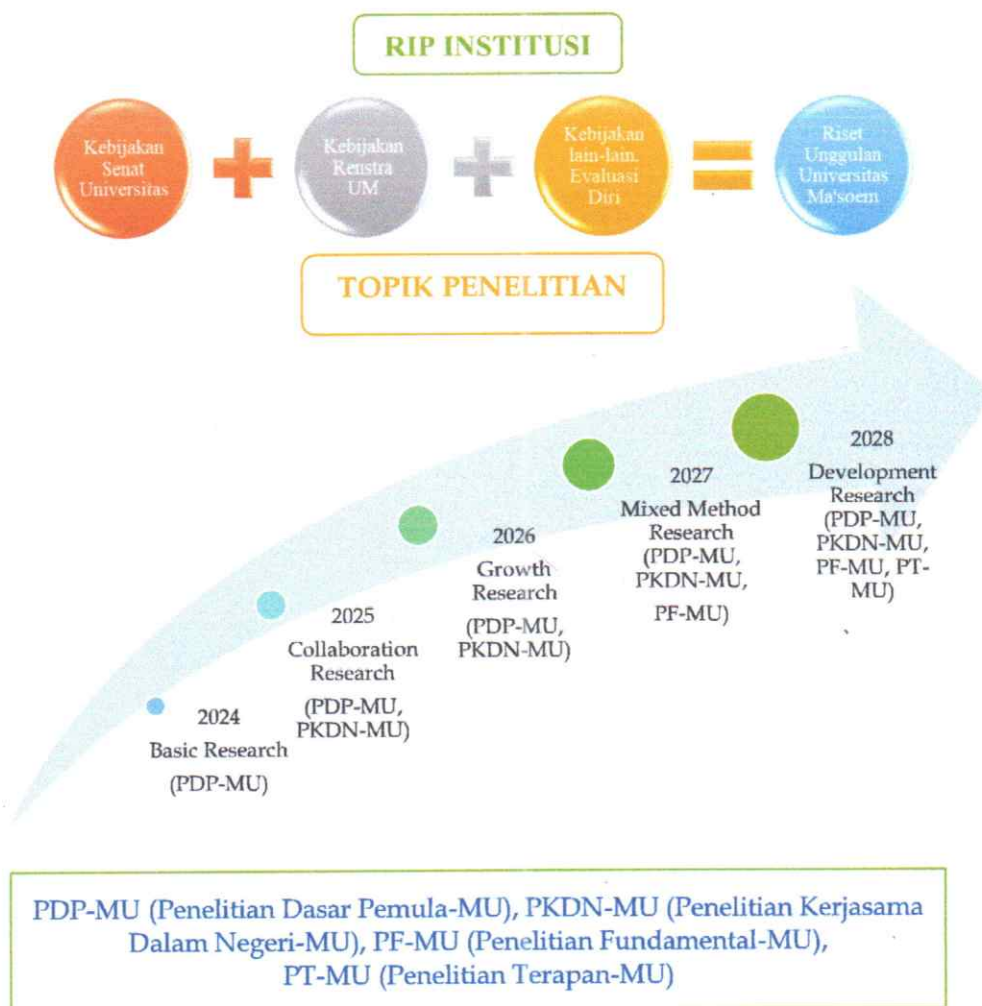 RIP INSTITUSI
Kebijakan
Senat
Universitas
Kebijakan
Renstra
UM
Kebijakan
lain-lain.
Evaluasi
Diri
Riset
Unggulan
Universitas
Ma'soem
TOPIK PENELITIAN
2024
Basic Research
(PDP-MU)
2025
Collaboration
Research
(PDP-MU,
PKDN-MU)
2026
Growth
Research
(PDP-MU,
PKDN-MU)
2027
Mixed Method
Research
(PDP-MU,
PKDN-MU,
PF-MU)
2028
Development
Research
(PDP-MU,
PKDN-MU,
PF-MU, PT-
MU)
PDP-MU (Penelitian Dasar Pemula-MU), PKDN-MU (Penelitian Kerjasama
Dalam Negeri-MU), PF-MU (Penelitian Fundamental-MU),
PT-MU (Penelitian Terapan-MU)